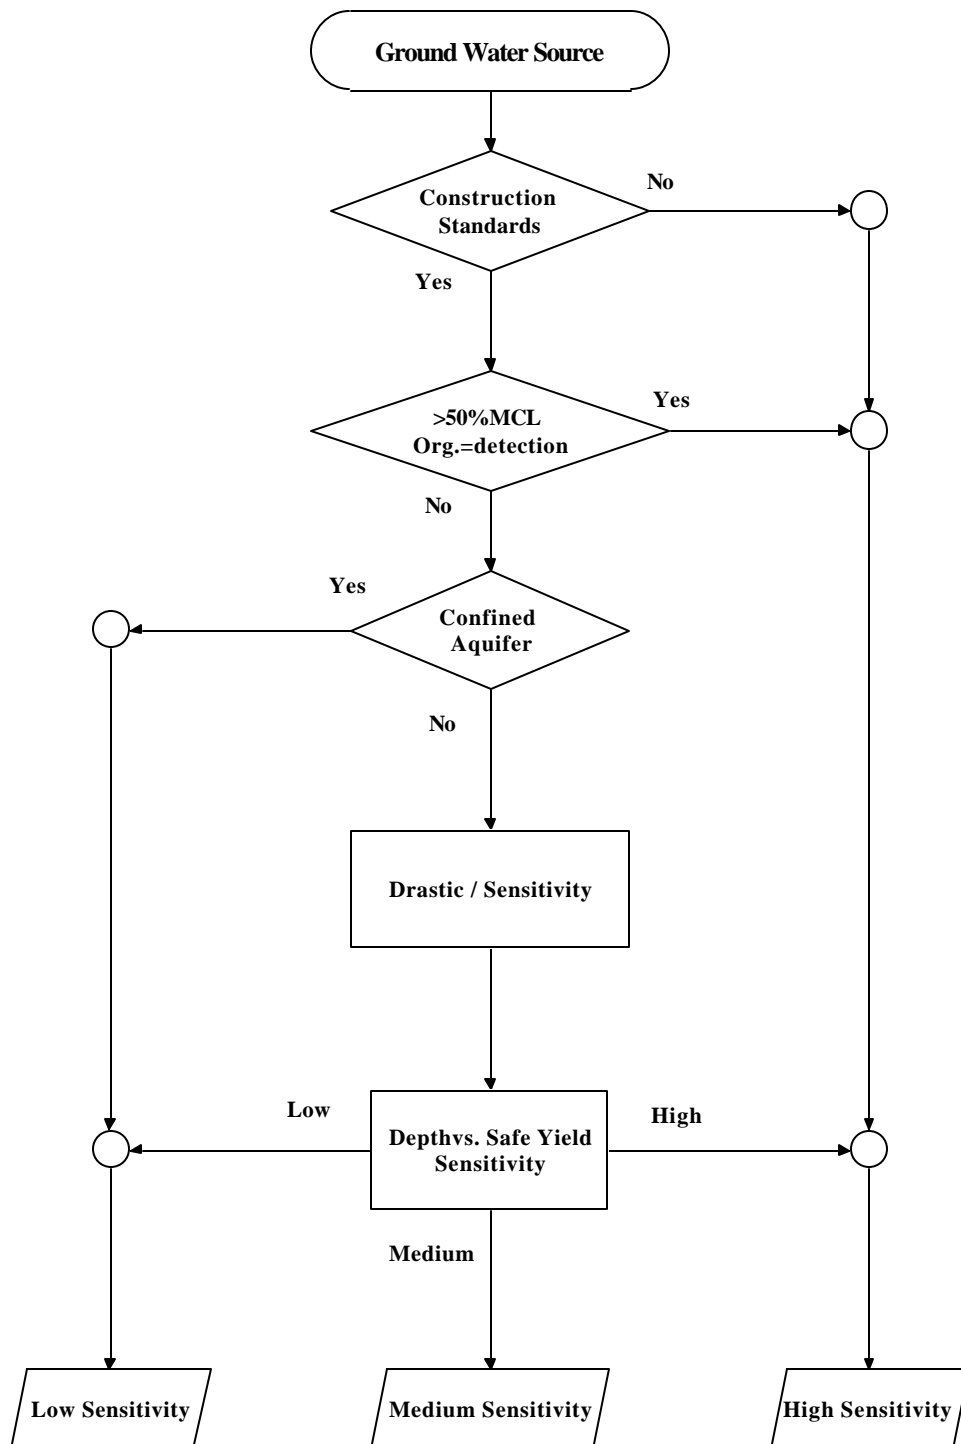 Ground Water Source
No
Construction
Standards
Yes
Yes
>50%MCL
Org.=detection
No
Yes
Confined
Aquifer
No
Drastic / Sensitivity
Low
High
Depthvs. Safe Yield
Sensitivity
Medium
Low Sensitivity
Medium Sensitivity
High Sensitivity